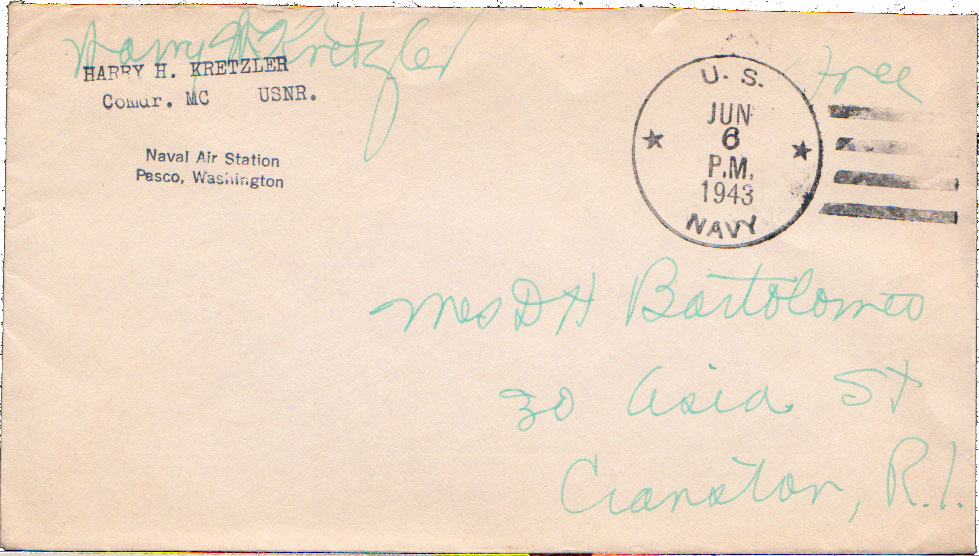 Harry H Kretzler
HARRY H. KRETZLER
Comdr. MC USNR.
Naval Air Station
Pasco, Washington
U. S.
JUN
6
P.M.
1943
NAVY
Free
Mrs D H Bartolomeo
30 Asia St
Cranston, R.I.